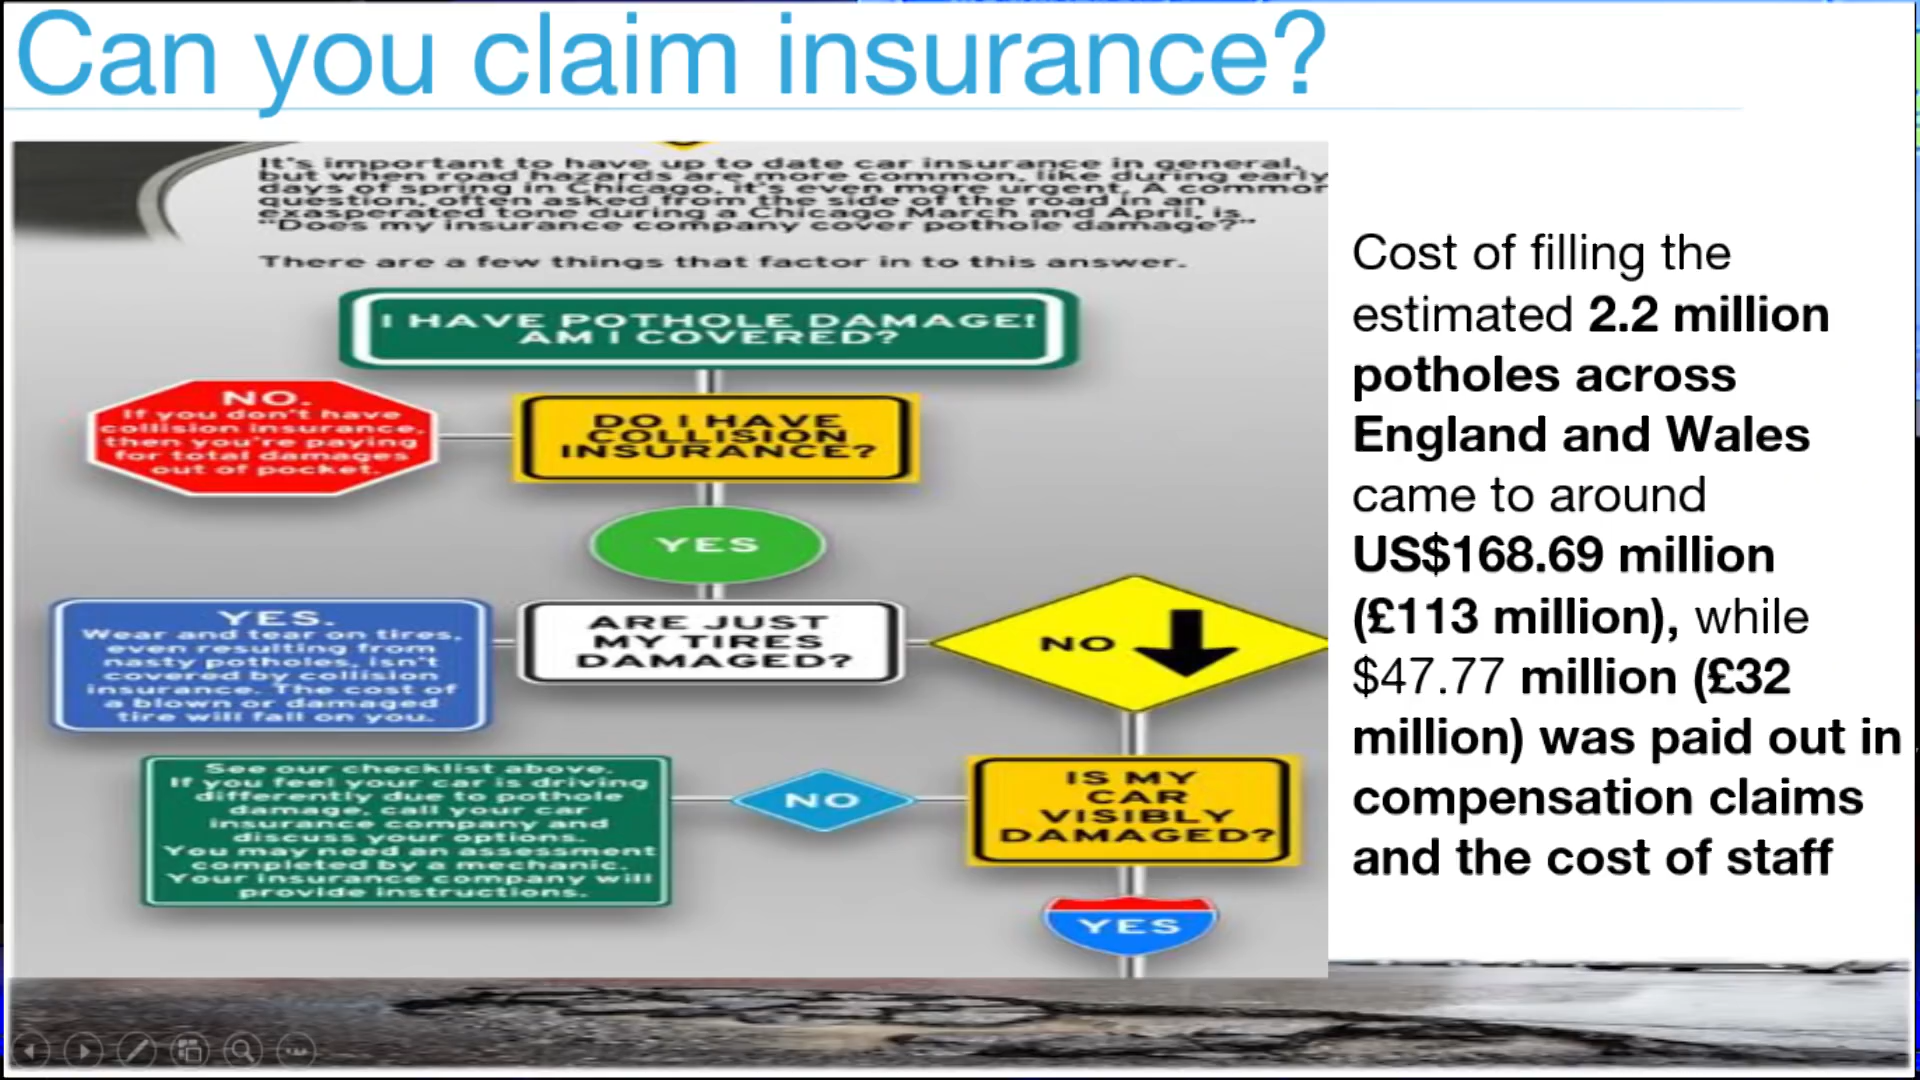 Can you claim insurance?
It's important to have up to date car insurance in general,
but when road hazards are more common, like during early
days of spring in Chicago, it's even more urgent. A common
question, often asked from the side of the road in an
exasperated tone during a Chicago March and April, is
"Does my insurance company cover pothole damage?"
There are a few things that factor in to this answer.
I HAVE POTHOLE DAMAGE!
AM I COVERED?
NO.
If you don't have
collision insurance,
then you're paying
for total damages
out of pocket.
DO I HAVE
COLLISION
INSURANCE?
YES
YES.
Wear and tear on tires,
even resulting from
nasty potholes, isn't
covered by collision
insurance. The cost of
a blown or damaged
tire will fall on you.
ARE JUST
MY TIRES
DAMAGED?
NO
See our checklist above.
If you feel your car is driving
differently due to pothole
damage, call your car
insurance company and
discuss your options.
You may need an assessment
completed by a mechanic.
Your insurance company will
provide instructions.
NO
IS MY
CAR
VISIBLY
DAMAGED?
YES
Cost of filling the
estimated 2.2 million
potholes across
England and Wales
came to around
US$168.69 million
(£113 million), while
$47.77 million (£32
million) was paid out in
compensation claims
and the cost of staff